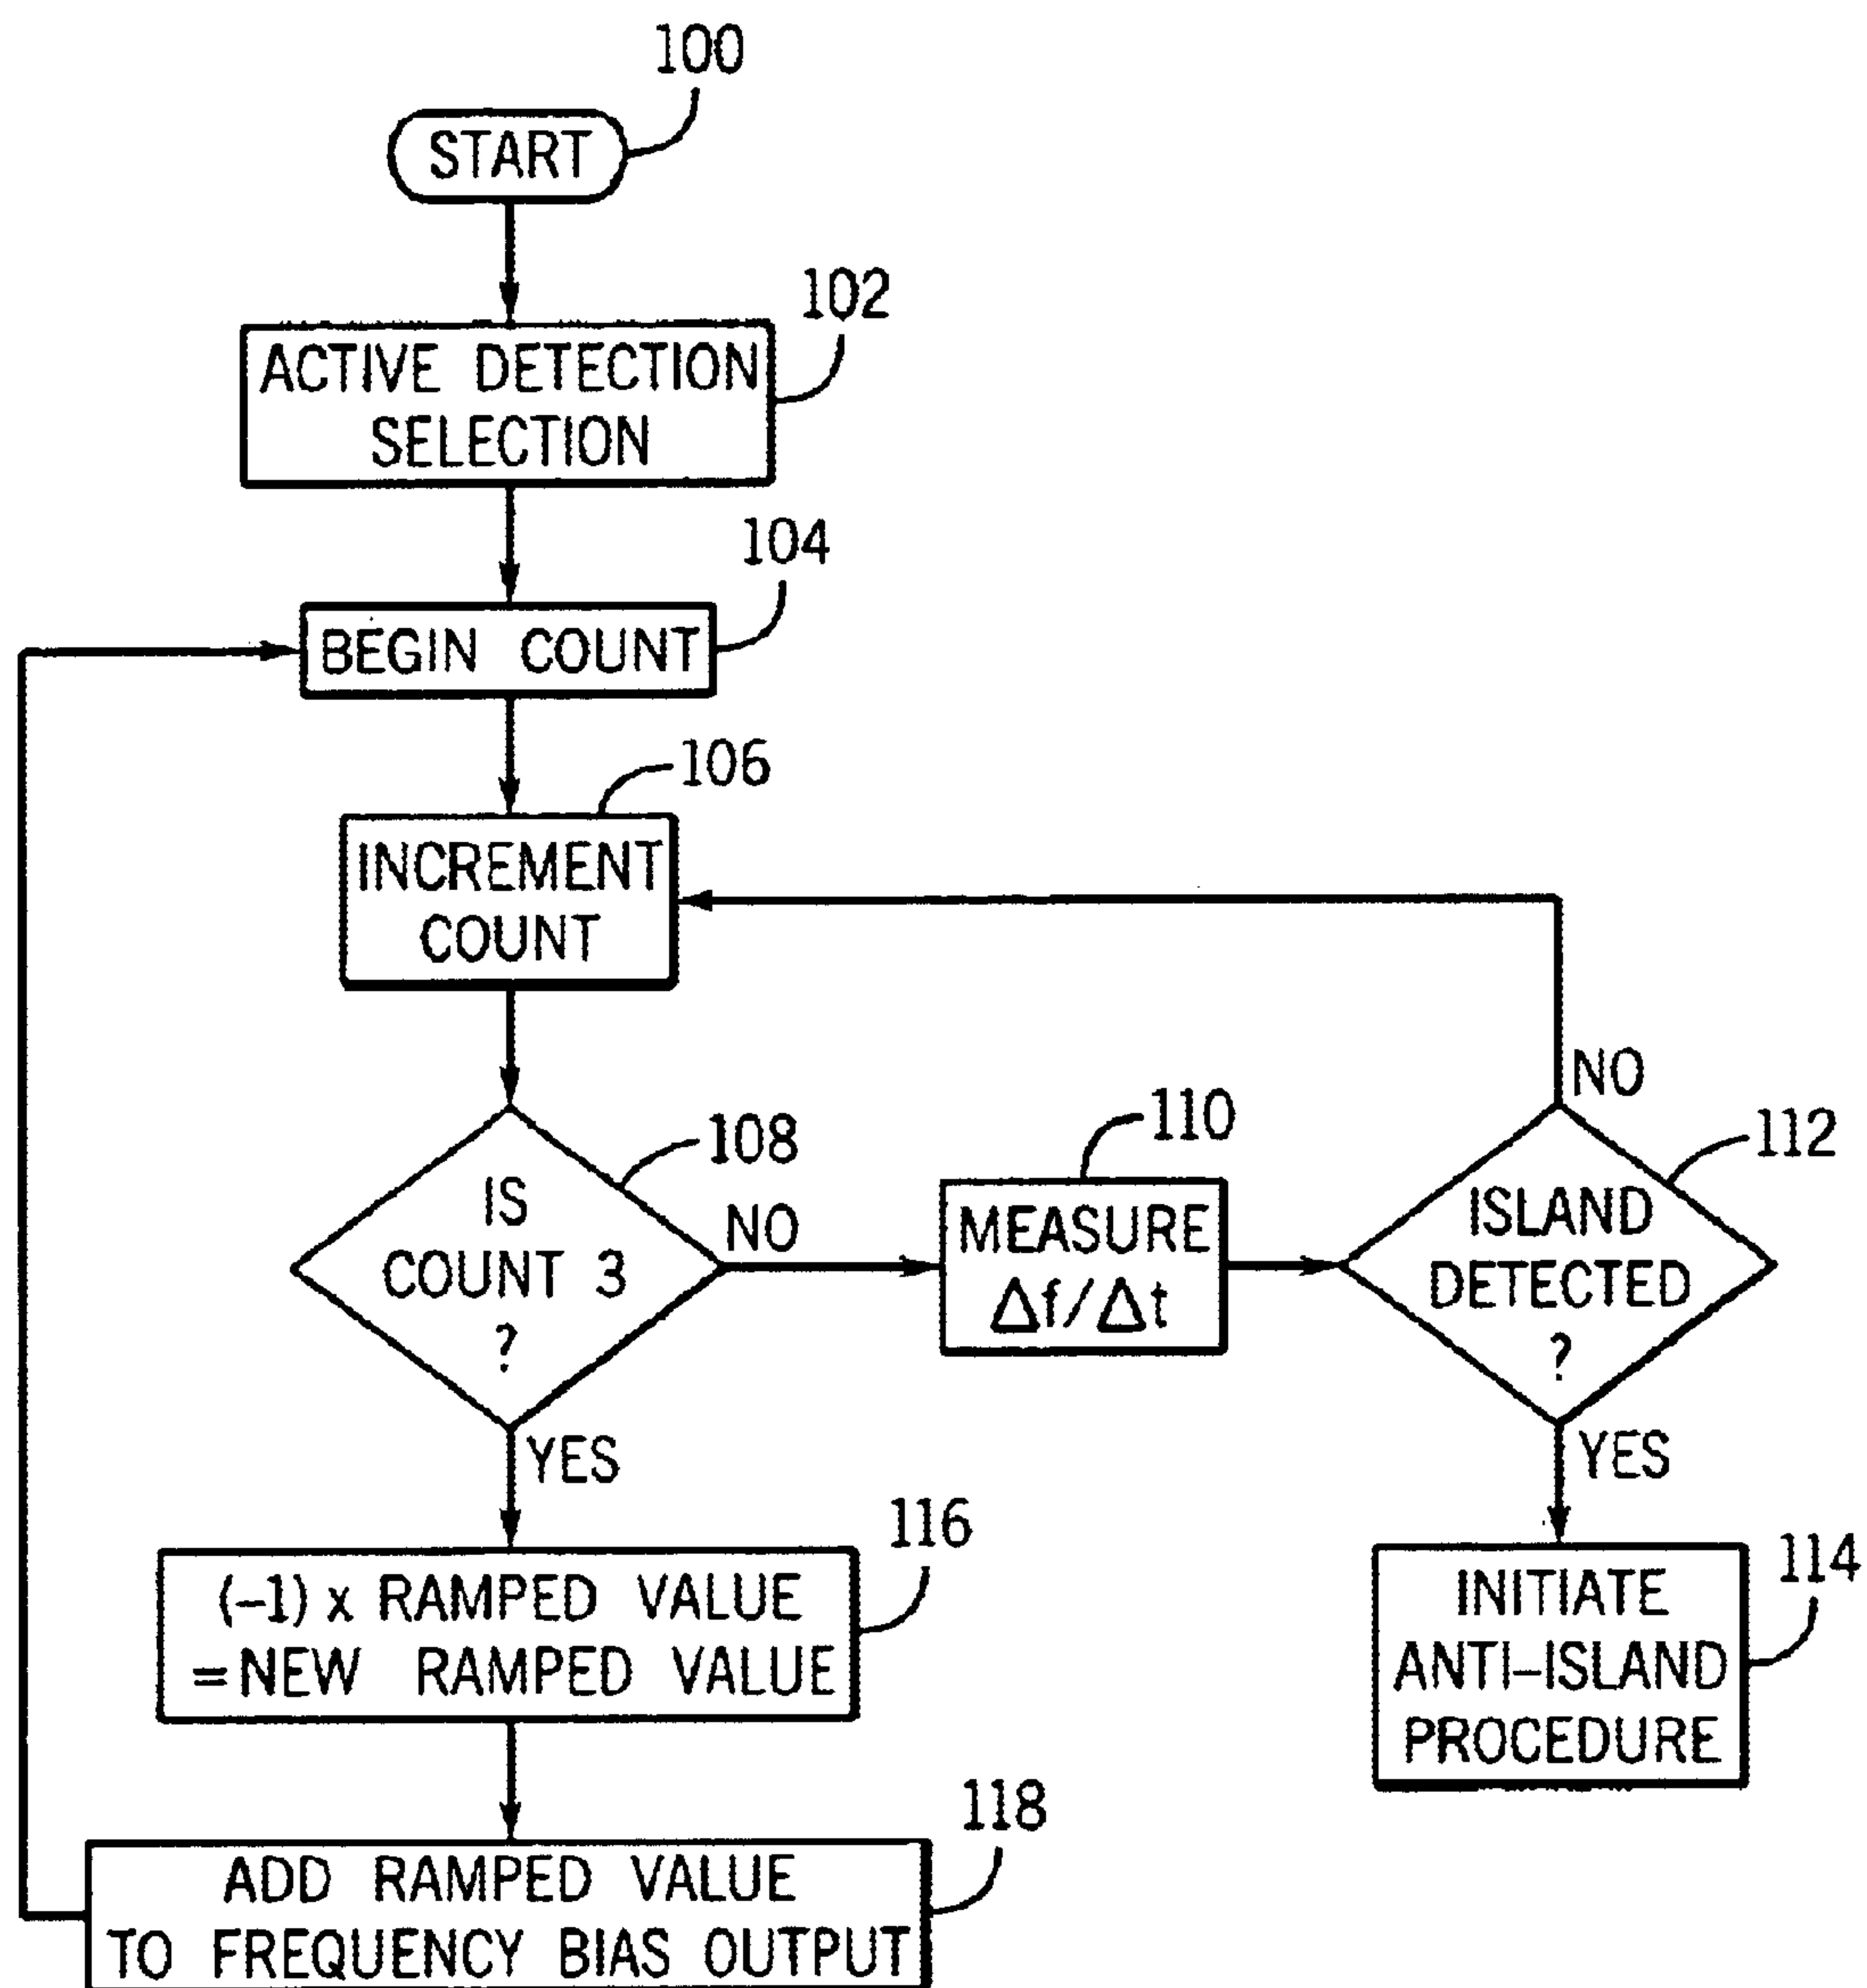 100
START
102
ACTIVE DETECTION
SELECTION
104
BEGIN COUNT
106
INCREMENT
COUNT
108
IS
COUNT 3
?
NO
110
MEASURE
Δf/Δt
NO
112
ISLAND
DETECTED
?
YES
YES
116
(-1) x RAMPED VALUE
=NEW RAMPED VALUE
114
INITIATE
ANTI-ISLAND
PROCEDURE
118
ADD RAMPED VALUE
TO FREQUENCY BIAS OUTPUT